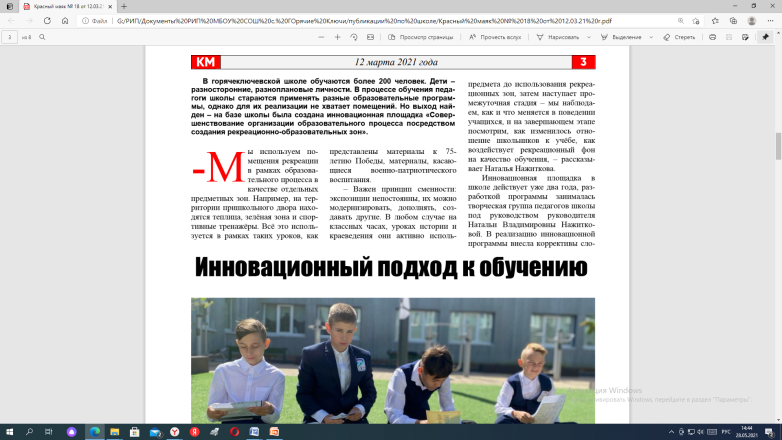 Красный маяк № 18 от 12.03.21
Файл
G:/РИП/Документы%20РИП%20МБОУ%20СОШ%20с.%20ГОрячие%20Ключи/публикации%20по%20школе/Красный%20маяк%20№%2018%20от%2012.03.21%20г.pdf
3 из 8
Просмотр страницы
Прочесть вслух
Нарисовать
Выделение
Стереть
КМ
12 марта 2021 года
3
В горячеключевской школе обучаются более 200 человек. Дети –
разносторонние, разноплановые личности. В процессе обучения педа-
гоги школы стараются применять разные образовательные програм-
мы, однако для их реализации не хватает помещений. Но выход най-
ден – на базе школы была создана инновационная площадка «Совер-
шенствование организации образовательного процесса посредством
создания рекреационно-образовательных зон».
-Мы используем по-
мещения рекреации
в рамках образова-
тельного процесса в
качестве отдельных
предметных зон. Например, на тер-
ритории пришкольного двора нахо-
дятся теплица, зелёная зона и спор-
тивные тренажёры. Всё это исполь-
зуется в рамках таких уроков, как
представлены материалы к 75-
летию Победы, материалы, касаю-
щиеся военно-патриотического
воспитания.
– Важен принцип сменности:
экспозиции непостоянны, их можно
модернизировать, дополнять, соз-
давать другие. В любом случае на
классных часах, уроках истории и
краеведения они активно исполь-
предмета до использования рекреа-
ционных зон, затем наступает про-
межуточная стадия – мы наблюда-
ем, как и что меняется в поведении
учащихся, и на завершающем этапе
посмотрим, как изменилось отно-
шение школьников к учёбе, как
воздействует рекреационный фон
на качество обучения, – рассказы-
вает Наталья Нажиткова.
Инновационная площадка в
школе действует уже два года, раз-
работкой программы занималась
творческая группа педагогов школы
под руководством руководителя
Натальи Владимировны Нажитко-
вой. В реализацию инновационной
программы внесла коррективы сло-
Инновационный подход к обучению
ция Windows
ивировать Windows, перейдите в раздел "Параметры".
РУС
14:44
20.05.2021